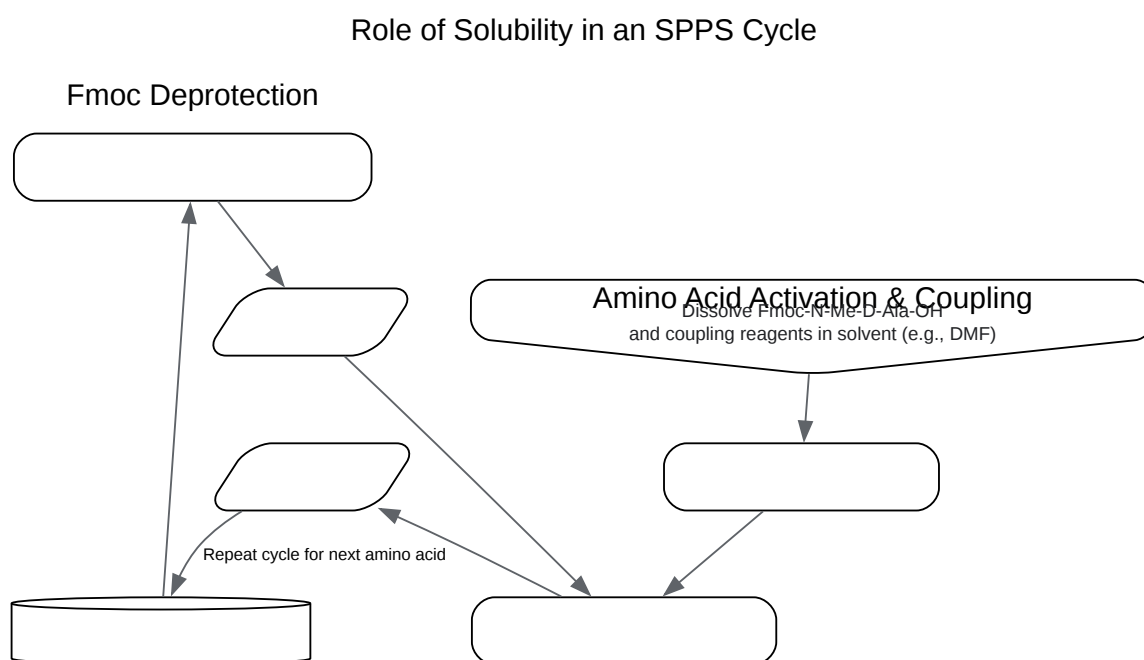 Role of Solubility in an SPPS Cycle
Fmoc Deprotection
Amino Acid Activation & Coupling
Dissolve Fmoc-N-Me-D-Ala-OH
and coupling reagents in solvent (e.g., DMF)
Repeat cycle for next amino acid